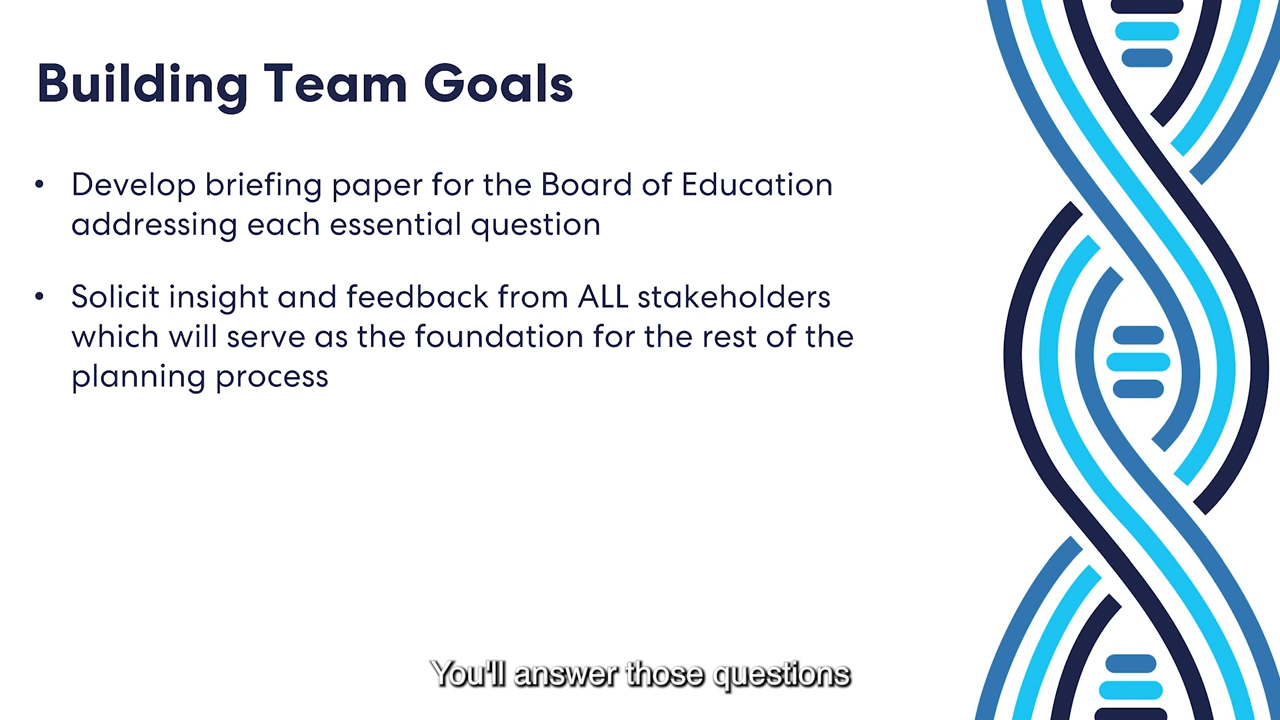 Building Team Goals
• Develop briefing paper for the Board of Education
addressing each essential question
• Solicit insight and feedback from ALL stakeholders
which will serve as the foundation for the rest of the
planning process
You'll answer those questions